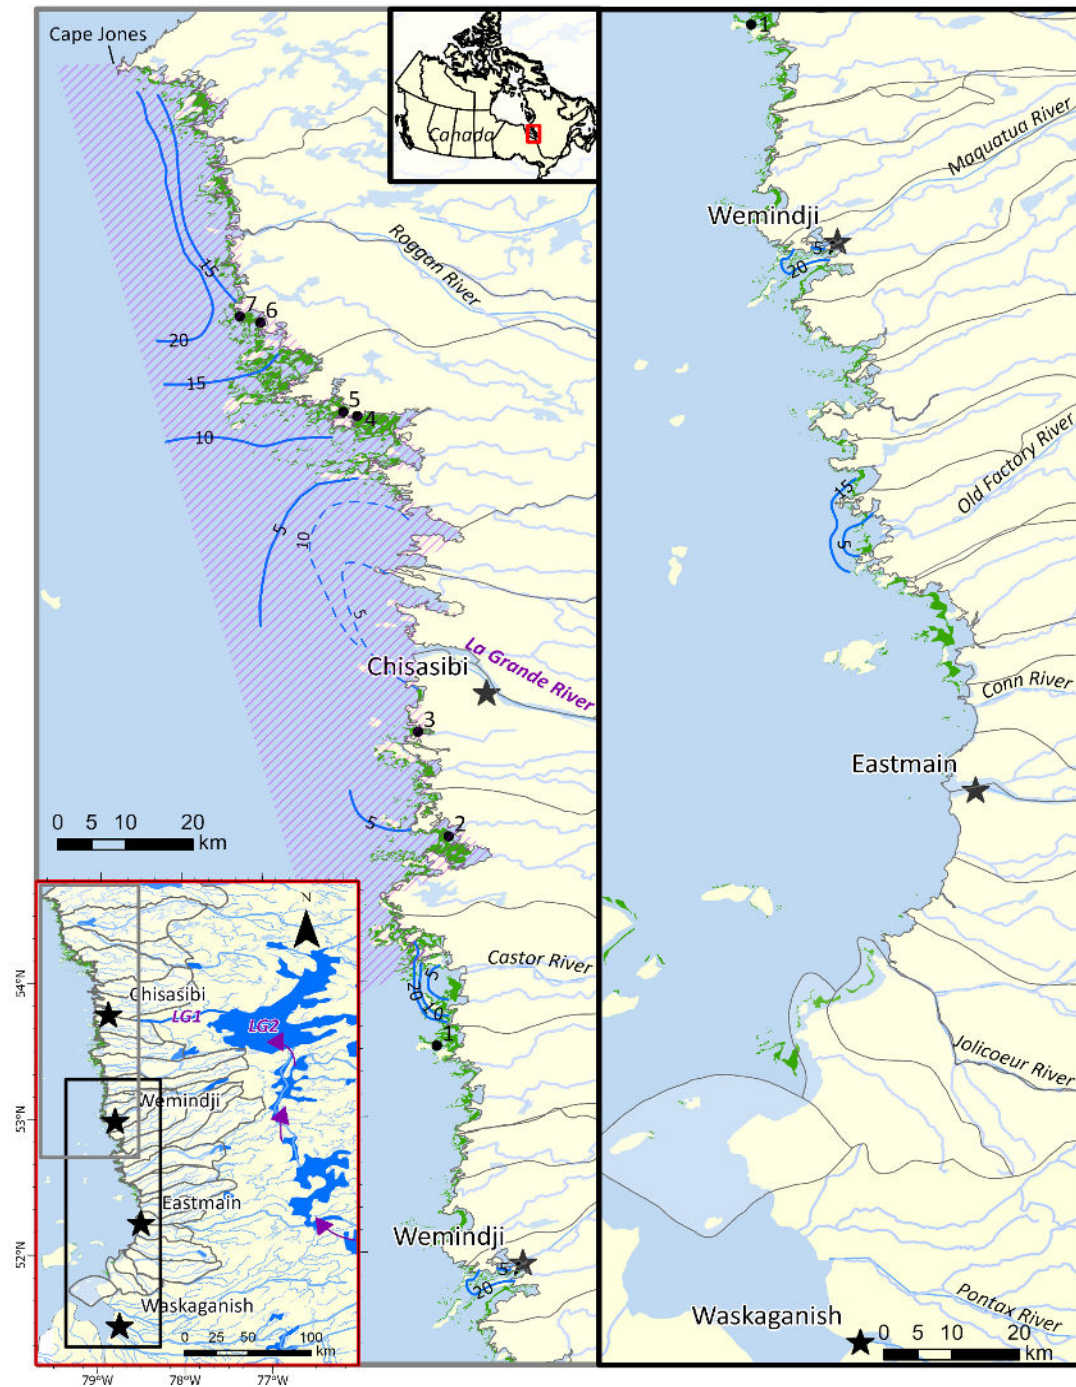 Cape Jones
Canada
Roggan River
15
7
6
20
15
5
4
10
5
10
5
Chisasibi
La Grande River
3
5
2
0 5 10 20
km
Castor River
5
20
10
1
Wemindji
5
20
N
54°N
53°N
52°N
Chisasibi
LG1
LG2
Wemindji
Eastmain
Waskaganish
0 25 50 100
km
79°W 78°W 77°W
1
Maquatua River
Wemindji
5
20
Old Factory River
15
5
Conn River
Eastmain
Jolicoeur River
Pontax River
Waskaganish
0 5 10 20
km